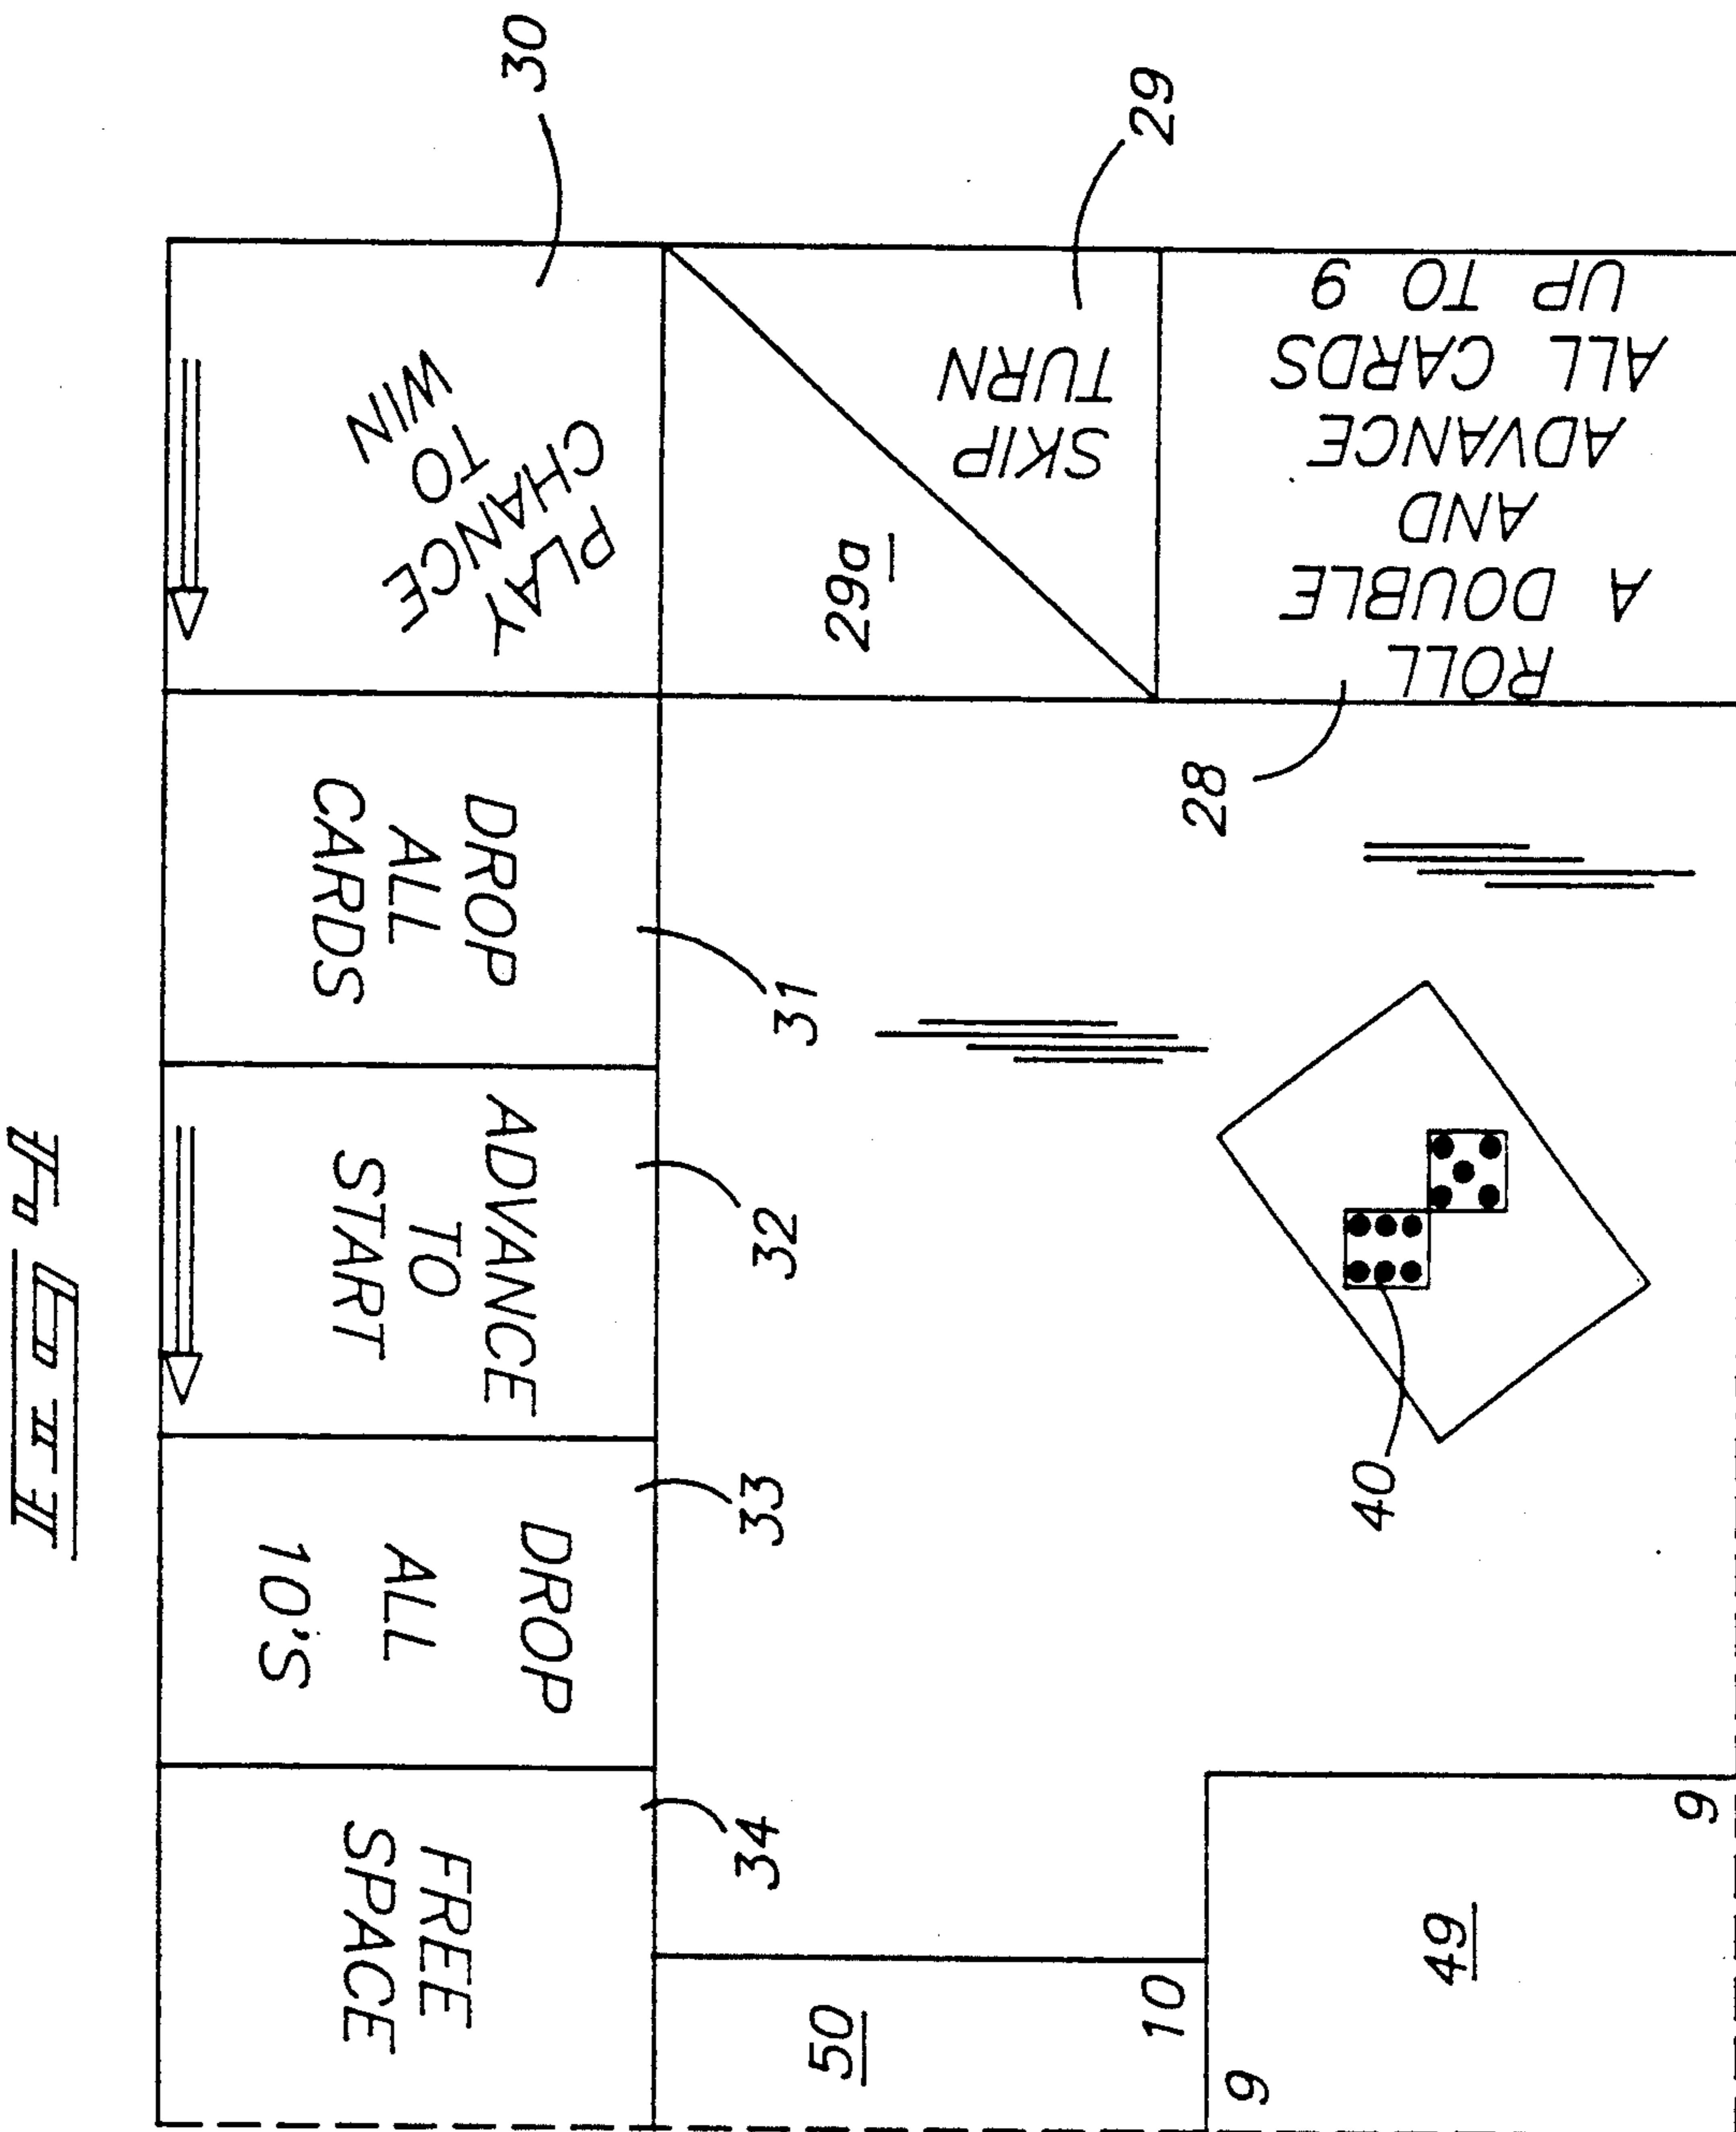 30
29
28
ROLL
A DOUBLE
AND
ADVANCE
ALL CARDS
UP TO 9
SKIP
TURN
29a
PLAY
CHANCE
TO
WIN
DROP
ALL
CARDS
31
ADVANCE
TO
START
32
DROP
ALL
10'S
33
FREE
SPACE
34
40
50
10
49
9
9